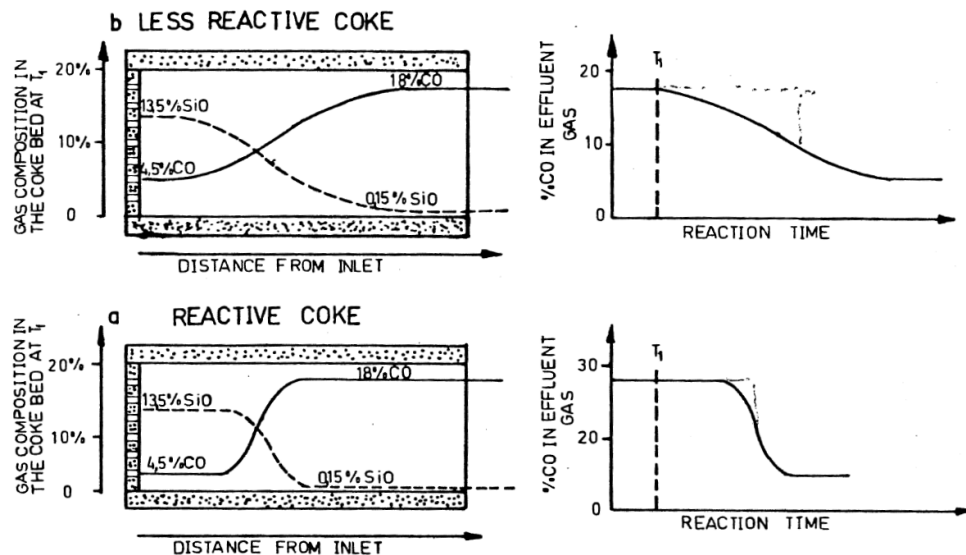 b LESS REACTIVE COKE
GAS COMPOSITION IN
THE COKE BED AT T₁
20%
10%
0
18%CO
13,5%SiO
4,5%CO
0,15%SiO
DISTANCE FROM INLET
%CO IN EFFLUENT
GAS
20
10
0
T₁
REACTION TIME
a REACTIVE COKE
GAS COMPOSITION IN
THE COKE BED AT T₁
20%
10%
0
18%CO
13,5%SiO
4,5%CO
0,15%SiO
DISTANCE FROM INLET
%CO IN EFFLUENT
GAS
30
20
0
T₁
REACTION TIME